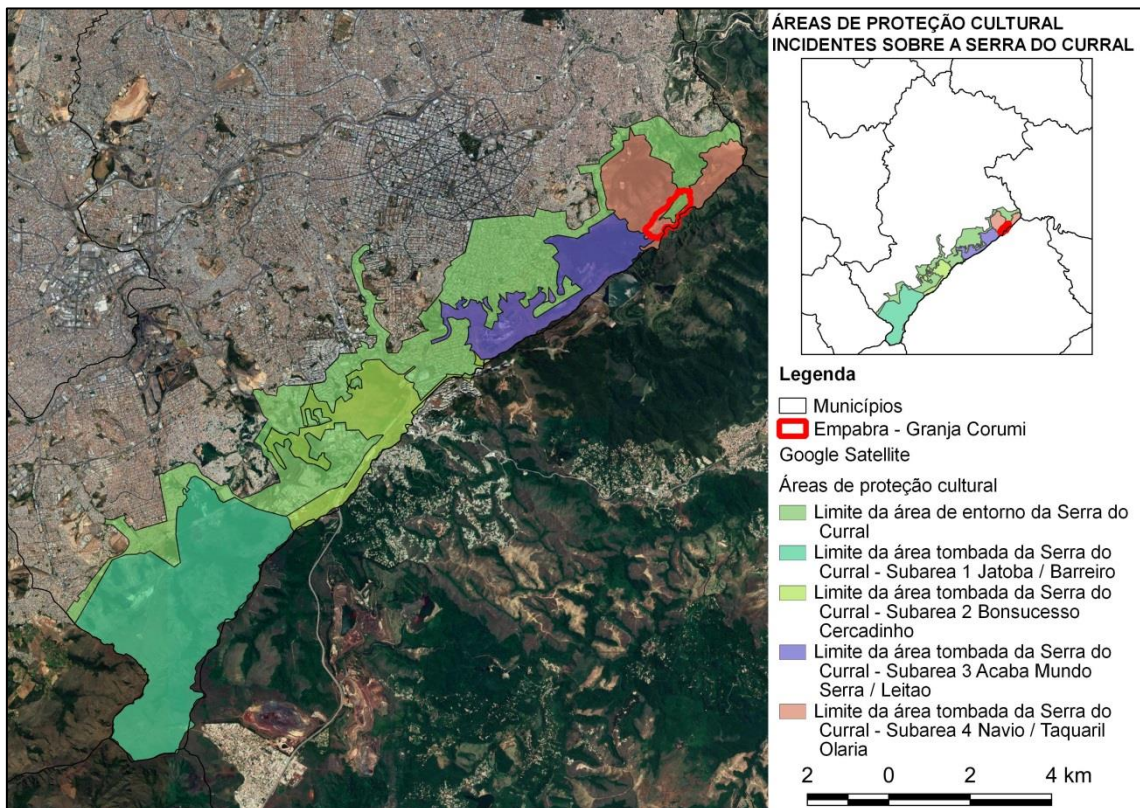 ÁREAS DE PROTEÇÃO CULTURAL
INCIDENTES SOBRE A SERRA DO CURRAL
Legenda
Municípios
Empabra - Granja Corumi
Google Satellite
Áreas de proteção cultural
Limite da área de entorno da Serra do
Curral
Limite da área tombada da Serra do
Curral - Subarea 1 Jatoba / Barreiro
Limite da área tombada da Serra do
Curral - Subarea 2 Bonsucesso
Cercadinho
Limite da área tombada da Serra do
Curral - Subarea 3 Acaba Mundo
Serra / Leitao
Limite da área tombada da Serra do
Curral - Subarea 4 Navio / Taquaril
Olaria
2 0 2 4 km